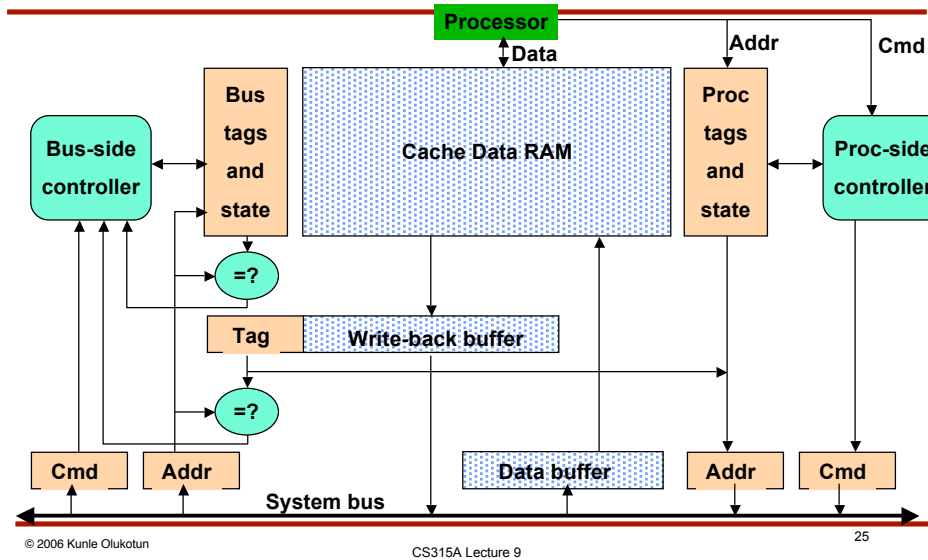 Processor
Data
Addr
Cmd
Bus
tags
and
state
Cache Data RAM
Proc
tags
and
state
Bus-side
controller
Proc-side
controller
=?
Tag
Write-back buffer
=?
Cmd
Addr
Data buffer
Addr
Cmd
System bus
© 2006 Kunle Olukotun
CS315A Lecture 9
25